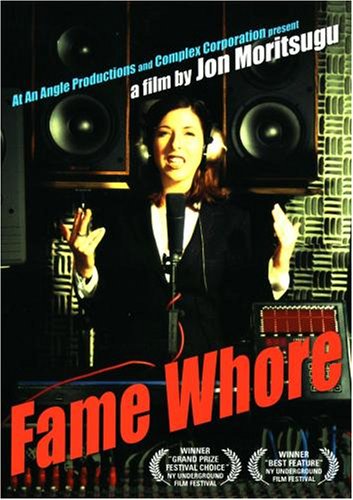 At An Angle Productions and Complex Corporation present
a film by Jon Moritsugu
Fame Whore
WINNER
"GRAND PRIZE
FESTIVAL CHOICE"
NY UNDERGROUND
FILM FESTIVAL
WINNER
"BEST FEATURE"
NY UNDERGROUND
FILM FESTIVAL